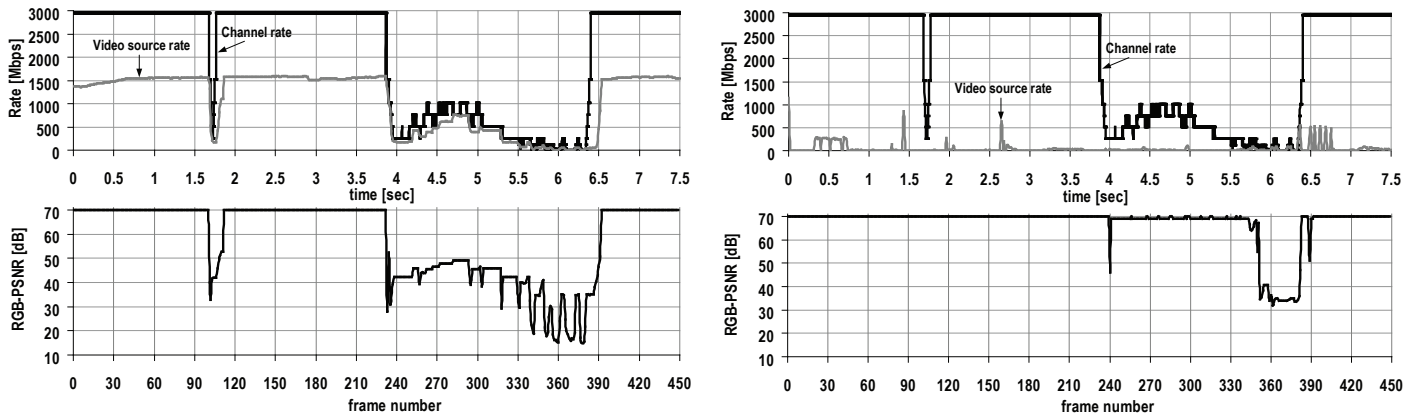 3000
2500
2000
1500
1000
500
0
Rate [Mbps]
Video source rate
Channel rate
0 0.5 1 1.5 2 2.5 3 3.5 4 4.5 5 5.5 6 6.5 7 7.5
time [sec]
70
60
50
40
30
20
10
RGB-PSNR [dB]
0 30 60 90 120 150 180 210 240 270 300 330 360 390 420 450
frame number
3000
2500
2000
1500
1000
500
0
Rate [Mbps]
Channel rate
Video source rate
0 0.5 1 1.5 2 2.5 3 3.5 4 4.5 5 5.5 6 6.5 7 7.5
time [sec]
70
60
50
40
30
20
10
RGB-PSNR [dB]
0 30 60 90 120 150 180 210 240 270 300 330 360 390 420 450
frame number